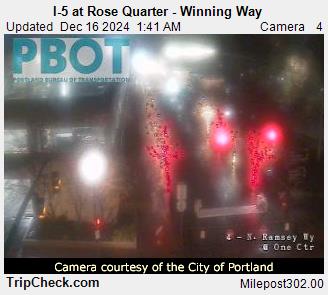 I-5 at Rose Quarter - Winning Way
Updated Dec 16 2024 1:41 AM Camera 4
PBOT
PORTLAND BUREAU OF TRANSPORTATION
4 - N. Ramsey Wy
@ One Ctr
Camera courtesy of the City of Portland
TripCheck.com Milepost302.00